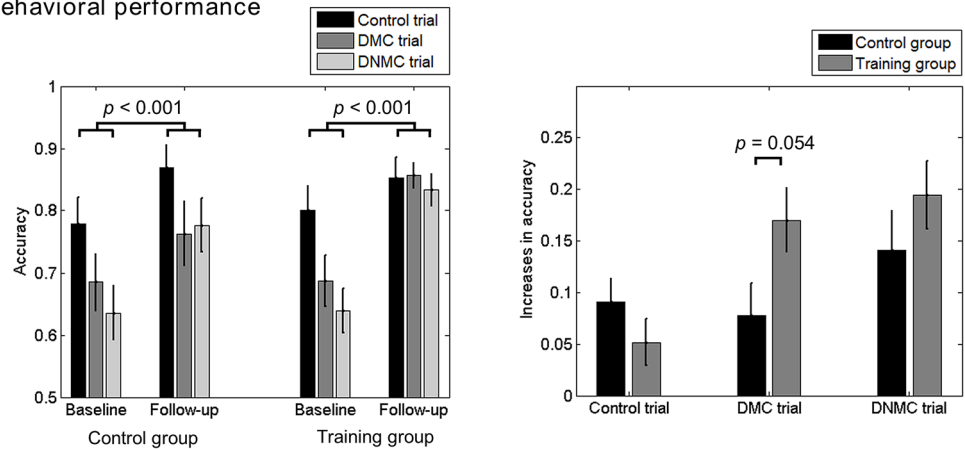 ehavioral performance
Control trial
DMC trial
DNMC trial
Accuracy
1
0.9
0.8
0.7
0.6
0.5
p < 0.001
p < 0.001
Baseline Follow-up Baseline Follow-up
Control group Training group
Control group
Training group
Increases in accuracy
0.25
0.2
0.15
0.1
0.05
0
p = 0.054
Control trial DMC trial DNMC trial